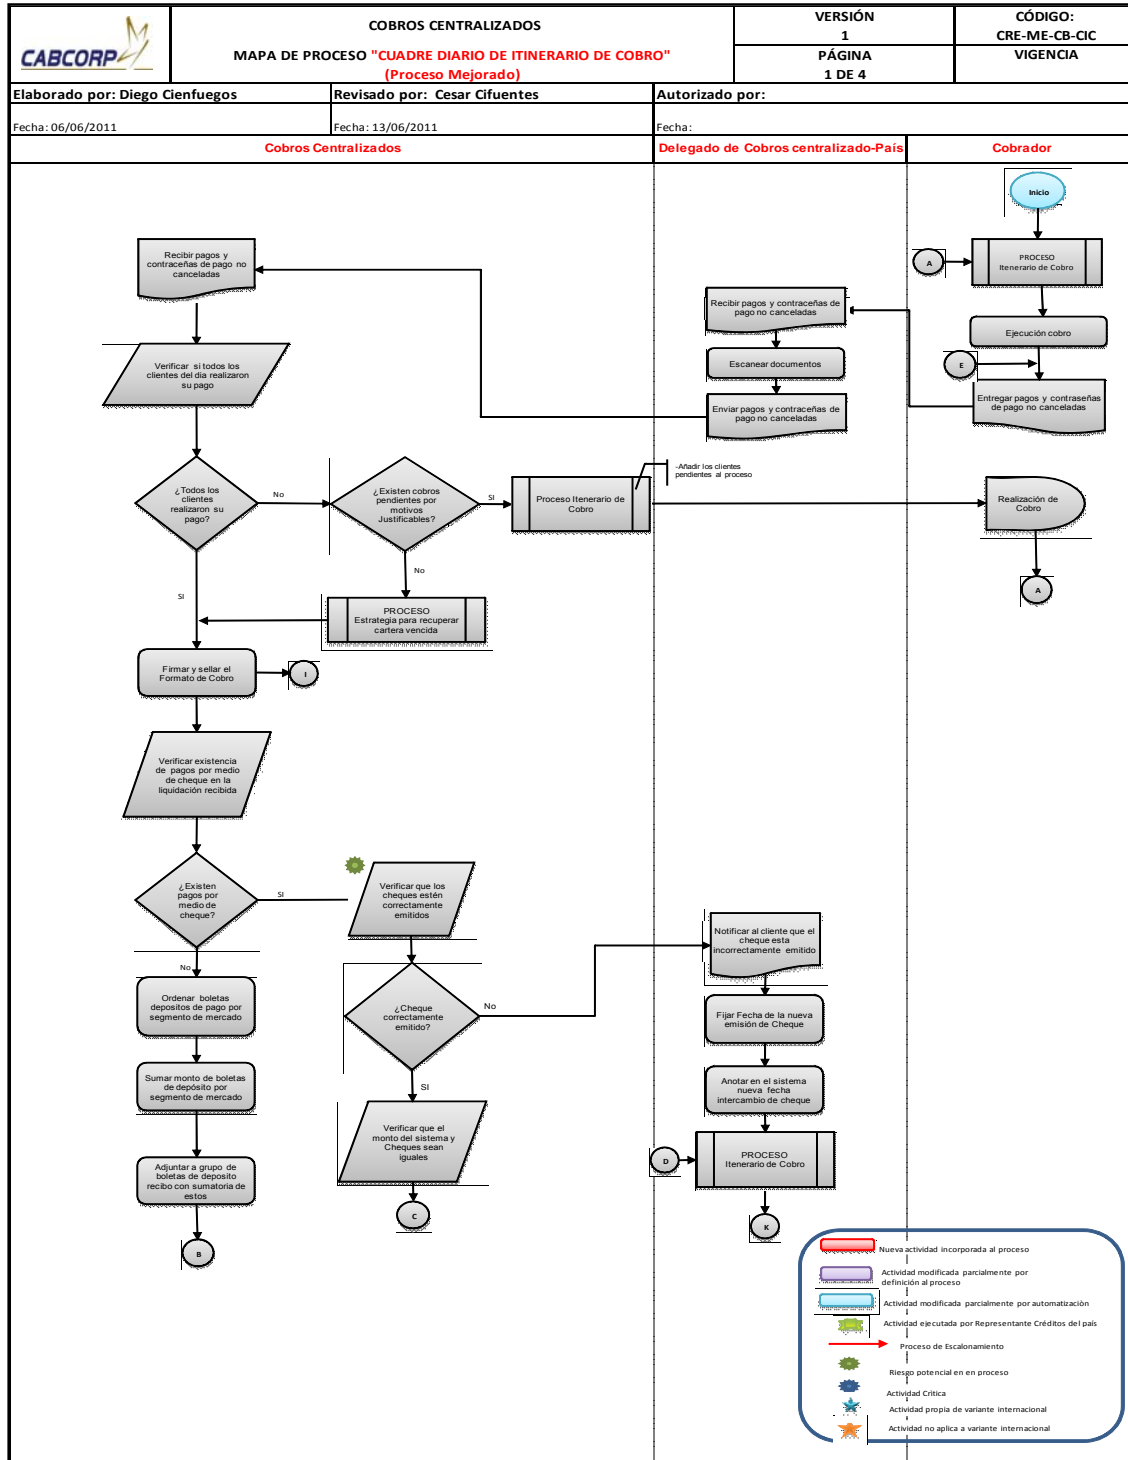 CABCORP
COBROS CENTRALIZADOS
MAPA DE PROCESO "CUADRE DIARIO DE ITINERARIO DE COBRO"
(Proceso Mejorado)
VERSIÓN
1
PÁGINA
1 DE 4
CÓDIGO:
CRE-ME-CB-CIC
VIGENCIA
Elaborado por: Diego Cienfuegos
Revisado por: Cesar Cifuentes
Autorizado por:
Fecha: 06/06/2011
Fecha: 13/06/2011
Fecha:
Cobros Centralizados
Delegado de Cobros centralizado-País
Cobrador
Inicio
PROCESO
Itenerario de Cobro
A
Ejecución cobro
E
Entregar pagos y contraseñas
de pago no canceladas
Recibir pagos y contraceñas de
pago no canceladas
Escanear documentos
Enviar pagos y contraceñas de
pago no canceladas
Recibir pagos y
contraceñas de pago no
canceladas
Verificar si todos los
clientes del dia realizaron
su pago
¿Todos los
clientes
realizaron su
pago?
No
¿Existen cobros
pendientes por
motivos
Justificables?
SI
Proceso Itenerario de
Cobro
-Añadir los clientes
pendientes al proceso
Realización de
Cobro
A
No
SI
PROCESO
Estrategia para recuperar
cartera vencida
Firmar y sellar el
Formato de Cobro
I
Verificar existencia
de pagos por medio
de cheque en la
liquidación recibida
¿Existen
pagos por
medio de
cheque?
SI
Verificar que los
cheques estén
correctamente
emitidos
No
Ordenar boletas
depositos de pago por
segmento de mercado
¿Cheque
correctamente
emitido?
No
Notificar al cliente que el
cheque esta
incorrectamente emitido
Fijar Fecha de la nueva
emisión de Cheque
Anotar en el sistema
nueva fecha
intercambio de cheque
Sumar monto de boletas
de depósito por
segmento de mercado
SI
Verificar que el
monto del sistema y
Cheques sean
iguales
D
PROCESO
Itenerario de Cobro
Adjuntar a grupo de
boletas de deposito
recibo con sumatoria de
estos
C
K
B
Nueva actividad incorporada al proceso
Actividad modificada parcialmente por
definición al proceso
Actividad modificada parcialmente por automatizaciòn
Actividad ejecutada por Representante Créditos del país
Proceso de Escalonamiento
Riesgo potencial en en proceso
Actividad Crìtica
Actividad propia de variante internacional
Actividad no aplica a variante internacional